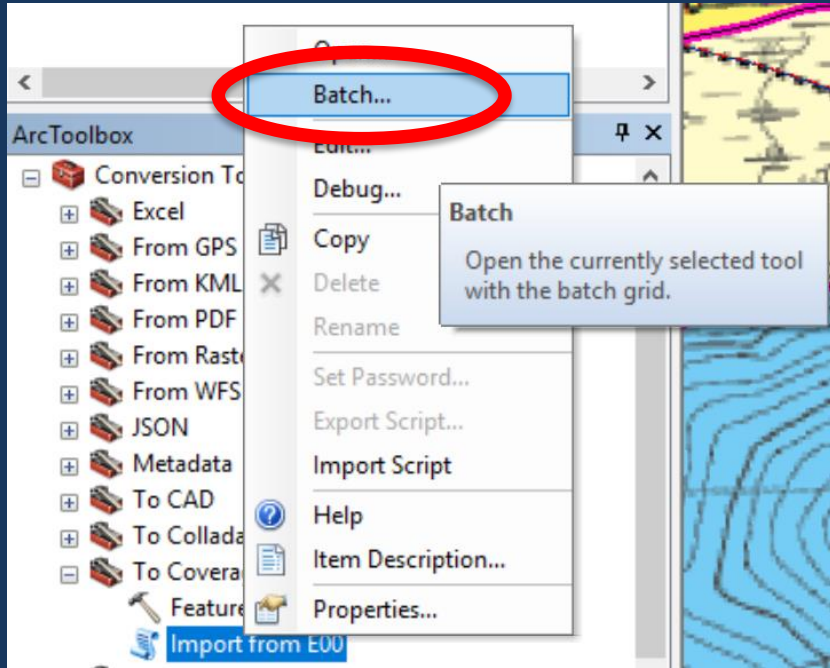 Batch...
ArcToolbox
Edit...
Conversion To
Debug...
Excel
Batch
From GPS
Copy
Open the currently selected tool
with the batch grid.
From KML
Delete
From PDF
Rename
From Raste
Set Password...
From WFS
Export Script...
JSON
Metadata
Import Script
To CAD
Help
To Collada
Item Description...
To Covera
Feature
Properties...
Import from E00